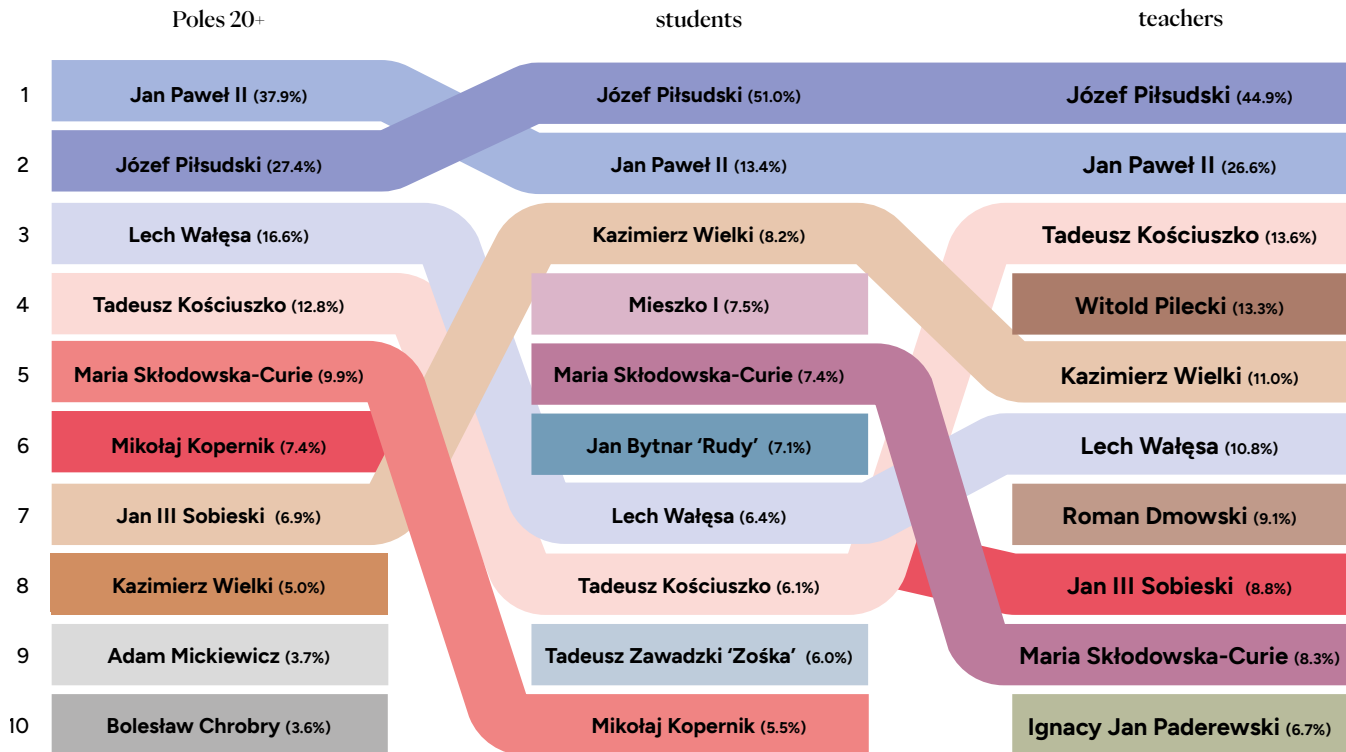 Poles 20+ students teachers
1 Jan Paweł II (37.9%) Józef Piłsudski (51.0%) Józef Piłsudski (44.9%)
2 Józef Piłsudski (27.4%) Jan Paweł II (13.4%) Jan Paweł II (26.6%)
3 Lech Wałęsa (16.6%) Kazimierz Wielki (8.2%) Tadeusz Kościuszko (13.6%)
4 Tadeusz Kościuszko (12.8%) Mieszko I (7.5%) Witold Pilecki (13.3%)
5 Maria Skłodowska-Curie (9.9%) Maria Skłodowska-Curie (7.4%) Kazimierz Wielki (11.0%)
6 Mikołaj Kopernik (7.4%) Jan Bytnar ‘Rudy’ (7.1%) Lech Wałęsa (10.8%)
7 Jan III Sobieski (6.9%) Lech Wałęsa (6.4%) Roman Dmowski (9.1%)
8 Kazimierz Wielki (5.0%) Tadeusz Kościuszko (6.1%) Jan III Sobieski (8.8%)
9 Adam Mickiewicz (3.7%) Tadeusz Zawadzki ‘Zośka’ (6.0%) Maria Skłodowska-Curie (8.3%)
10 Bolesław Chrobry (3.6%) Mikołaj Kopernik (5.5%) Ignacy Jan Paderewski (6.7%)